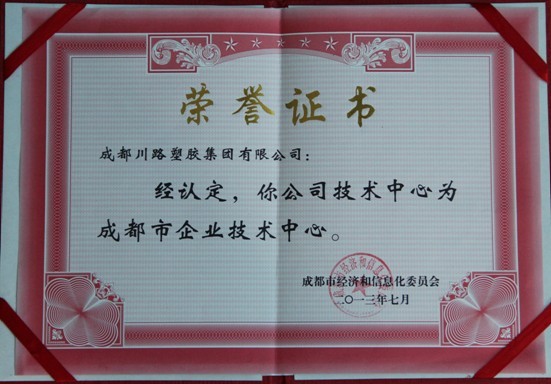 荣誉证书
成都川路塑胶集团有限公司：
经认定，你公司技术中心为
成都市企业技术中心。
成都市经济和信息化委员会
二〇一三年七月